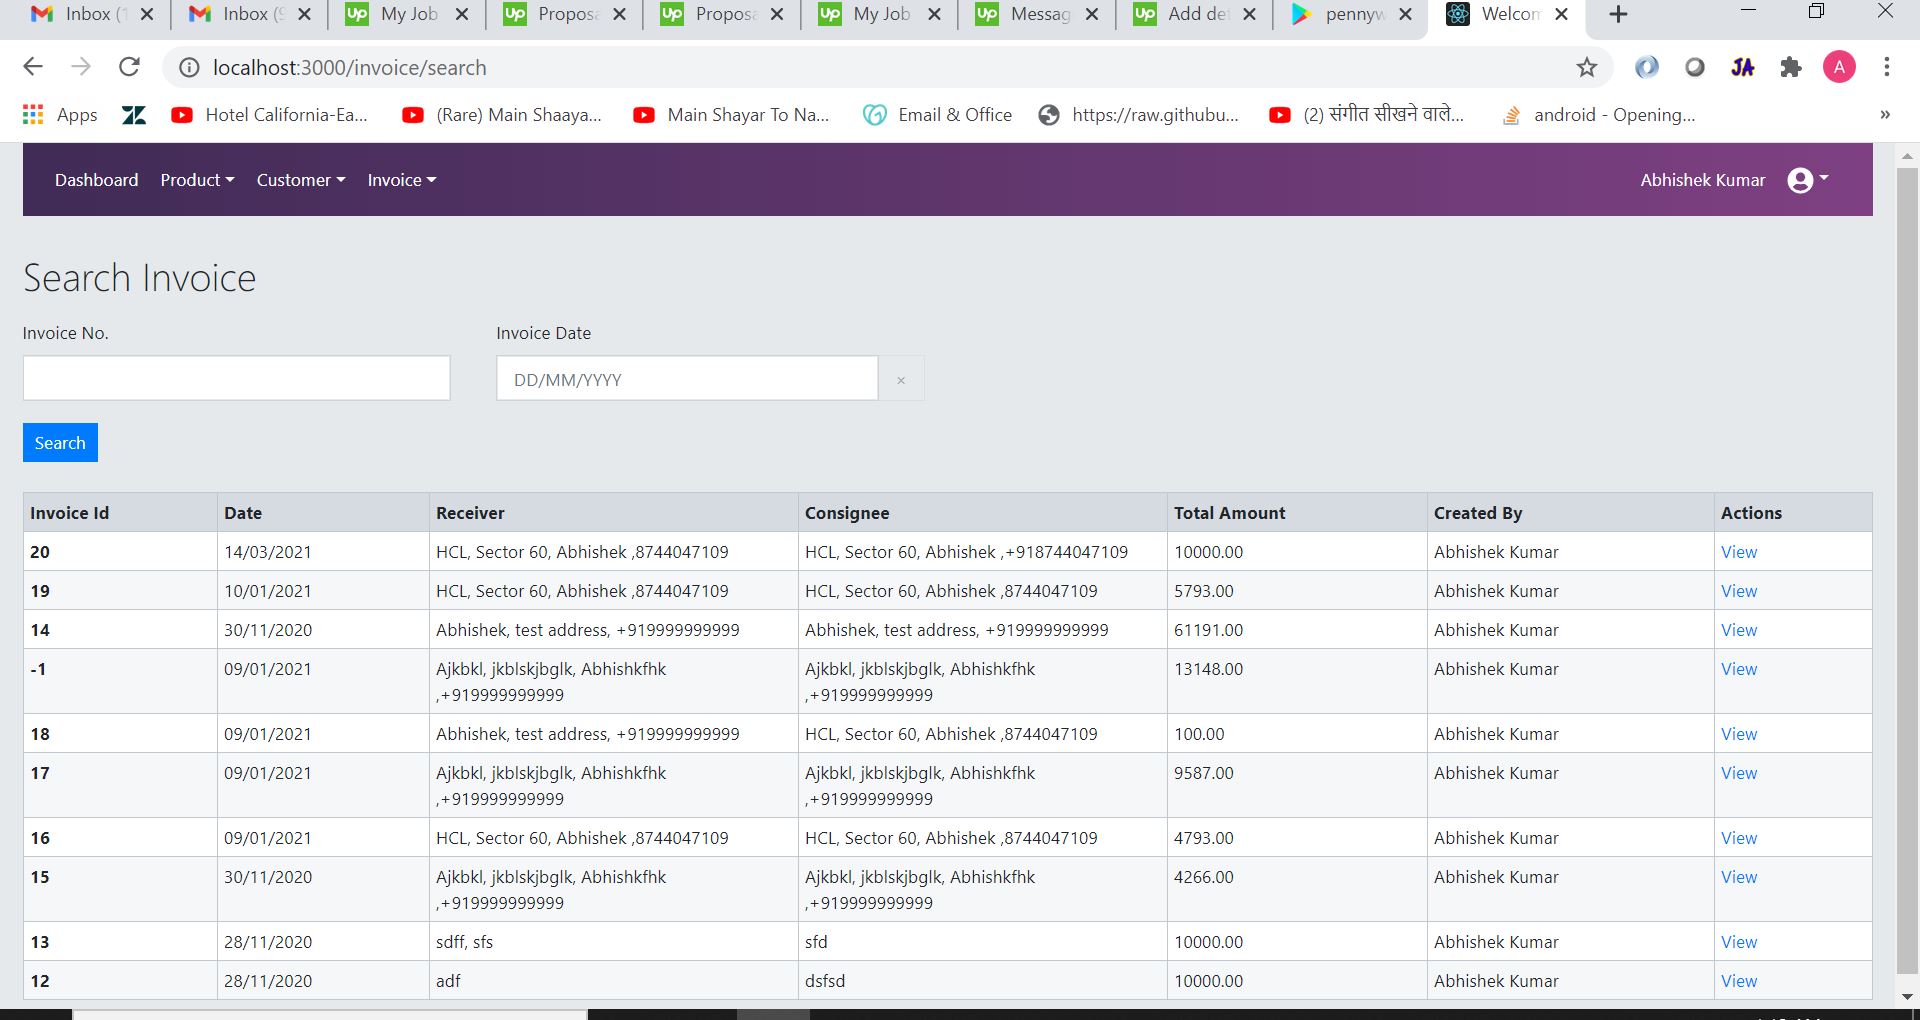 Inbox (1 Inbox (9 Up My Job Up Propos Up Propos Up My Job Up Messag Up Add de pennyw Welcom
localhost:3000/invoice/search JA A
Apps Hotel California-Ea... (Rare) Main Shaaya... Main Shayar To Na... Email & Office https://raw.githubu... (2) संगीत सीखने वाले... android - Opening... »
Dashboard Product Customer Invoice Abhishek Kumar
Search Invoice
Invoice No. Invoice Date
DD/MM/YYYY ×
Search
Invoice Id Date Receiver Consignee Total Amount Created By Actions
20 14/03/2021 HCL, Sector 60, Abhishek ,8744047109 HCL, Sector 60, Abhishek ,+918744047109 10000.00 Abhishek Kumar View
19 10/01/2021 HCL, Sector 60, Abhishek ,8744047109 HCL, Sector 60, Abhishek ,8744047109 5793.00 Abhishek Kumar View
14 30/11/2020 Abhishek, test address, +919999999999 Abhishek, test address, +919999999999 61191.00 Abhishek Kumar View
-1 09/01/2021 Ajkbkl, jkblskjbglk, Abhishkfhk Ajkbkl, jkblskjbglk, Abhishkfhk 13148.00 Abhishek Kumar View
,+919999999999 ,+919999999999
18 09/01/2021 Abhishek, test address, +919999999999 HCL, Sector 60, Abhishek ,8744047109 100.00 Abhishek Kumar View
17 09/01/2021 Ajkbkl, jkblskjbglk, Abhishkfhk Ajkbkl, jkblskjbglk, Abhishkfhk 9587.00 Abhishek Kumar View
,+919999999999 ,+919999999999
16 09/01/2021 HCL, Sector 60, Abhishek ,8744047109 HCL, Sector 60, Abhishek ,8744047109 4793.00 Abhishek Kumar View
15 30/11/2020 Ajkbkl, jkblskjbglk, Abhishkfhk Ajkbkl, jkblskjbglk, Abhishkfhk 4266.00 Abhishek Kumar View
,+919999999999 ,+919999999999
13 28/11/2020 sdff, sfs sfd 10000.00 Abhishek Kumar View
12 28/11/2020 adf dsfsd 10000.00 Abhishek Kumar View